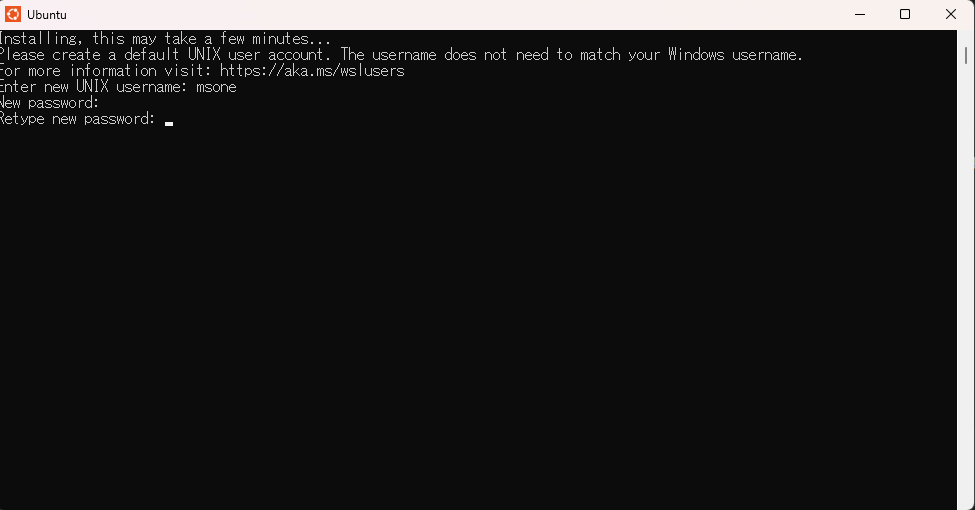 Ubuntu
Installing, this may take a few minutes...
Please create a default UNIX user account. The username does not need to match your Windows username.
For more information visit: https://aka.ms/wslusers
Enter new UNIX username: msone
New password:
Retype new password: